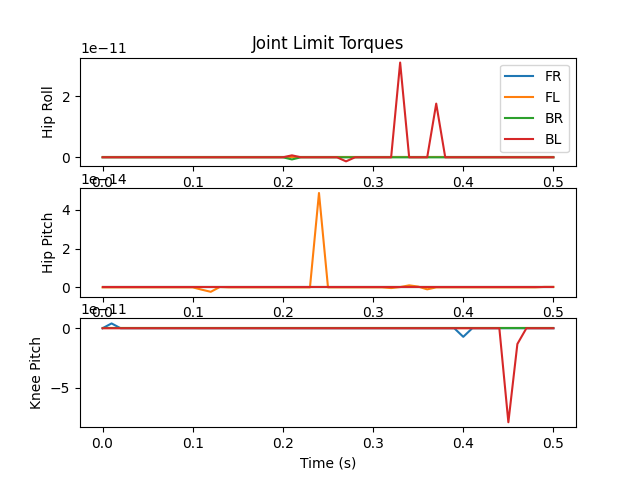 Joint Limit Torques
1e−11
Hip Roll
2
0
FR
FL
BR
BL
0.0 0.1 0.2 0.3 0.4 0.5
1e−14
Hip Pitch
4
2
0
0.0 0.1 0.2 0.3 0.4 0.5
1e−11
Knee Pitch
0
−5
0.0 0.1 0.2 0.3 0.4 0.5
Time (s)